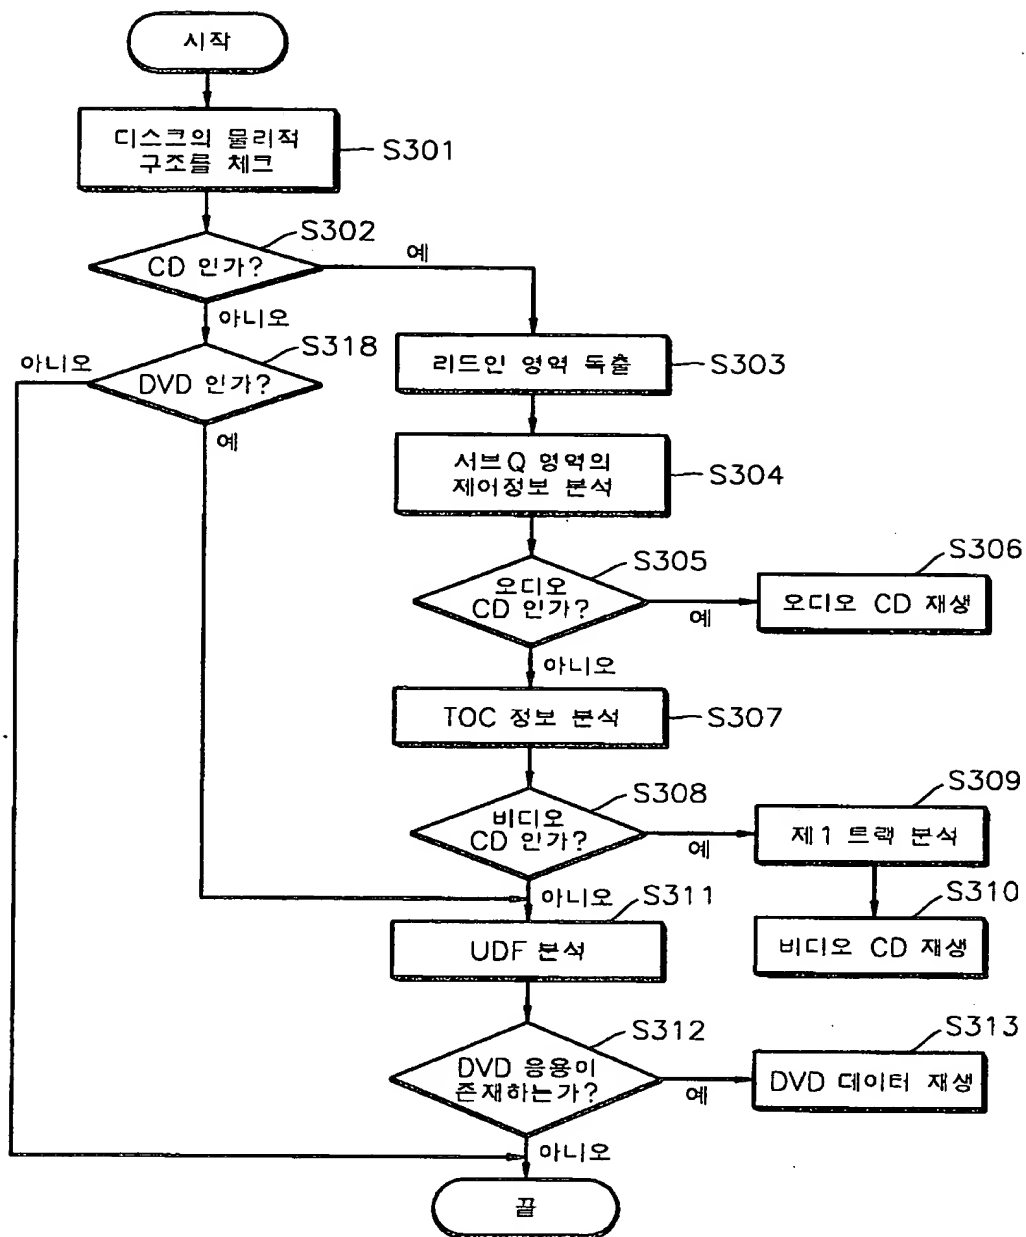 시작
디스크의 물리적
구조를 체크
S301
S302
CD 인가?
예
아니오
S318
아니오
DVD 인가?
예
리드인 영역 독출
S303
서브Q 영역의
제어정보 분석
S304
S305
오디오
CD 인가?
예
S306
오디오 CD 재생
아니오
TOC 정보 분석
S307
S308
비디오
CD 인가?
예
S309
제1 트랙 분석
아니오
S310
비디오 CD 재생
S311
UDF 분석
S312
DVD 응용이
존재하는가?
예
S313
DVD 데이터 재생
아니오
끝